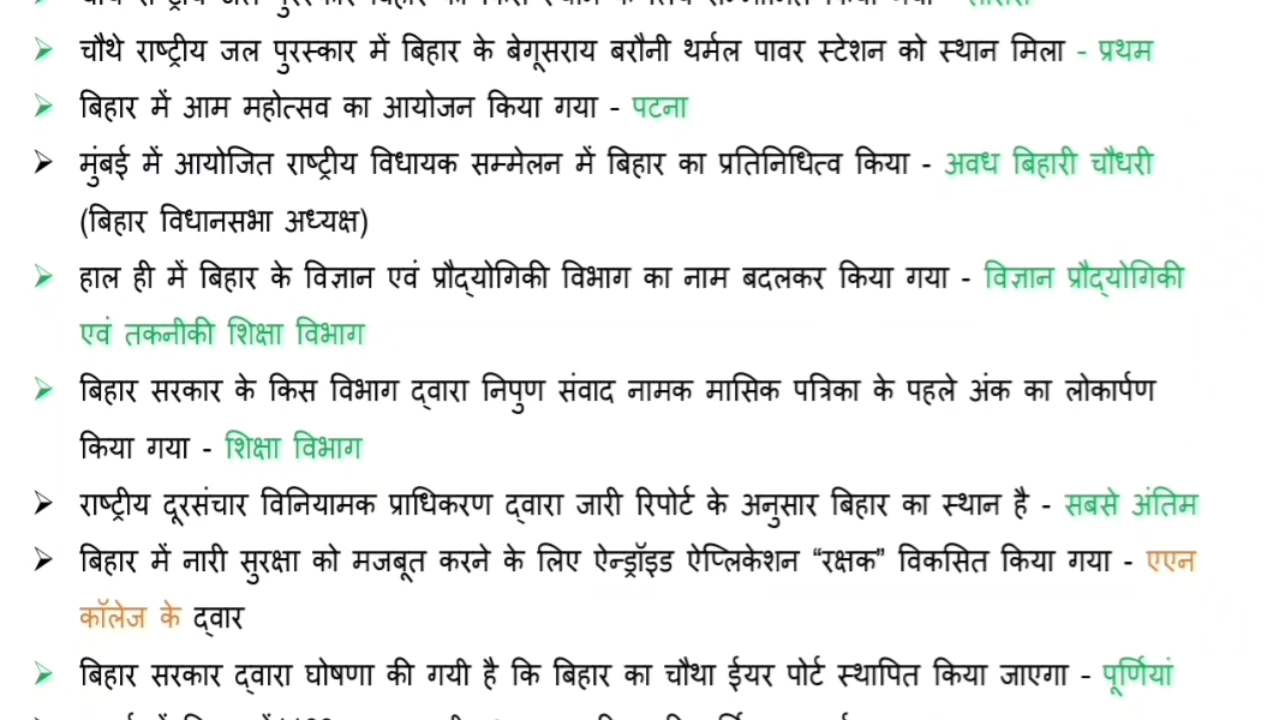 ➢ चौथे राष्ट्रीय जल पुरस्कार में बिहार के बेगूसराय बरौनी थर्मल पावर स्टेशन को स्थान मिला - प्रथम
➢ बिहार में आम महोत्सव का आयोजन किया गया - पटना
➢ मुंबई में आयोजित राष्ट्रीय विधायक सम्मेलन में बिहार का प्रतिनिधित्व किया - अवध बिहारी चौधरी
(बिहार विधानसभा अध्यक्ष)
➢ हाल ही में बिहार के विज्ञान एवं प्रौद्योगिकी विभाग का नाम बदलकर किया गया - विज्ञान प्रौद्योगिकी
एवं तकनीकी शिक्षा विभाग
➢ बिहार सरकार के किस विभाग द्वारा निपुण संवाद नामक मासिक पत्रिका के पहले अंक का लोकार्पण
किया गया - शिक्षा विभाग
➢ राष्ट्रीय दूरसंचार विनियामक प्राधिकरण द्वारा जारी रिपोर्ट के अनुसार बिहार का स्थान है - सबसे अंतिम
➢ बिहार में नारी सुरक्षा को मजबूत करने के लिए ऐन्ड्रॉइड ऐप्लिकेशन “रक्षक” विकसित किया गया - एएन
कॉलेज के द्वार
➢ बिहार सरकार द्वारा घोषणा की गयी है कि बिहार का चौथा ईयर पोर्ट स्थापित किया जाएगा - पूर्णियां